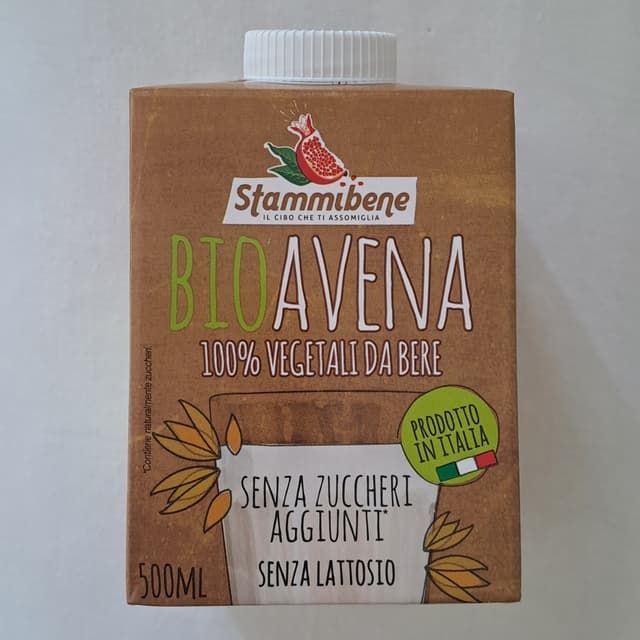 Stammibene
IL CIBO CHE TI ASSOMIGLIA
BIOAVENA
100% VEGETALI DA BERE
*Contiene naturalmente zuccheri.
PRODOTTO
IN ITALIA
SENZA ZUCCHERI
AGGIUNTI*
SENZA LATTOSIO
500ML